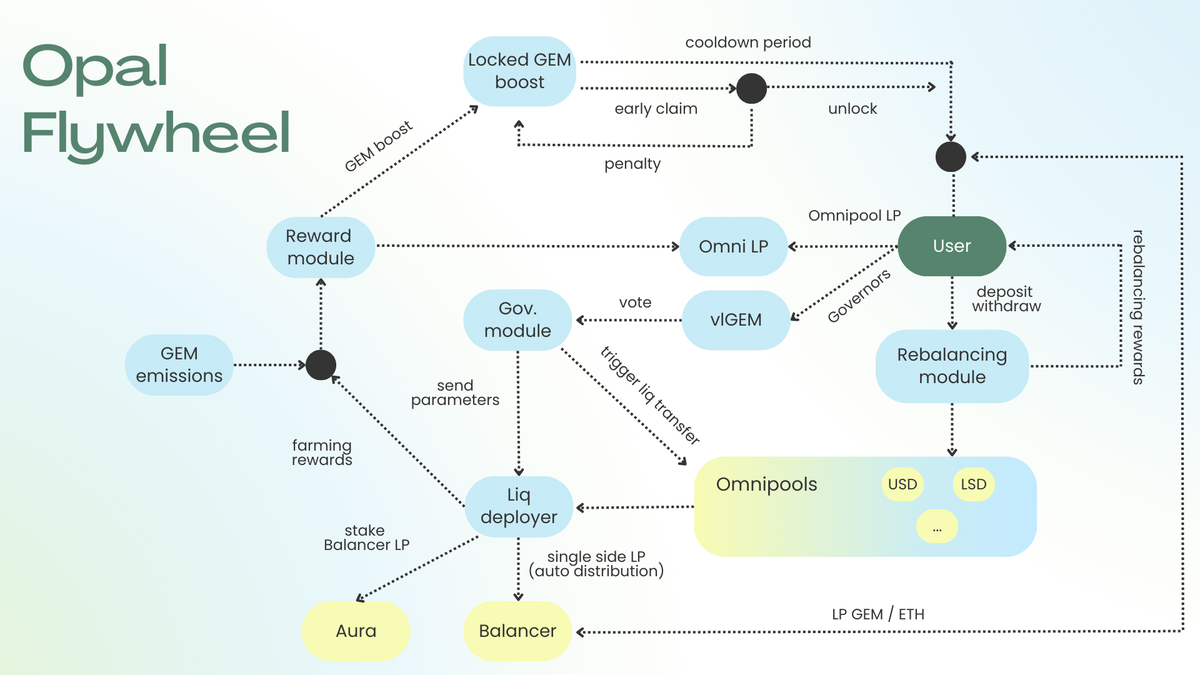 Opal
Flywheel
cooldown period
Locked GEM
boost
early claim
unlock
GEM boost
penalty
Omnipool LP
Reward
module
Omni LP
User
rebalancing rewards
Governors
deposit
withdraw
Gov.
module
vote
vlGEM
GEM
emissions
trigger liq transfer
Rebalancing
module
send
parameters
farming
rewards
Omnipools
USD
LSD
...
Liq
deployer
stake
Balancer LP
single side LP
(auto distribution)
LP GEM / ETH
Aura
Balancer